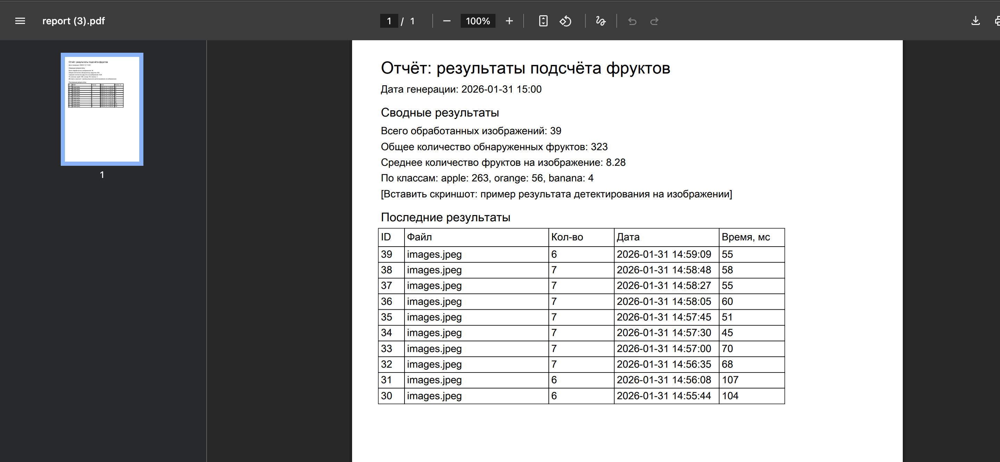 report (3).pdf
1 / 1
100%
1
Отчёт: результаты подсчёта фруктов
Дата генерации: 2026-01-31 15:00
Сводные результаты
Всего обработанных изображений: 39
Общее количество обнаруженных фруктов: 323
Среднее количество фруктов на изображение: 8.28
По классам: apple: 263, orange: 56, banana: 4
[Вставить скриншот: пример результата детектирования на изображении]
Последние результаты
ID Файл Кол-во Дата Время, мс
39 images.jpeg 6 2026-01-31 14:59:09 55
38 images.jpeg 7 2026-01-31 14:58:48 58
37 images.jpeg 7 2026-01-31 14:58:27 55
36 images.jpeg 7 2026-01-31 14:58:05 60
35 images.jpeg 7 2026-01-31 14:57:45 51
34 images.jpeg 7 2026-01-31 14:57:30 45
33 images.jpeg 7 2026-01-31 14:57:00 70
32 images.jpeg 7 2026-01-31 14:56:35 68
31 images.jpeg 6 2026-01-31 14:56:08 107
30 images.jpeg 6 2026-01-31 14:55:44 104